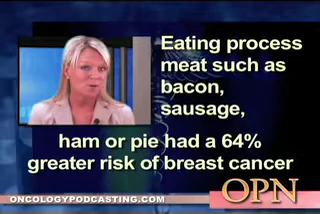 Eating process
meat such as
bacon,
sausage,
ham or pie had a 64%
greater risk of breast cancer
ONCOLOGYPODCASTING.COM
OPN